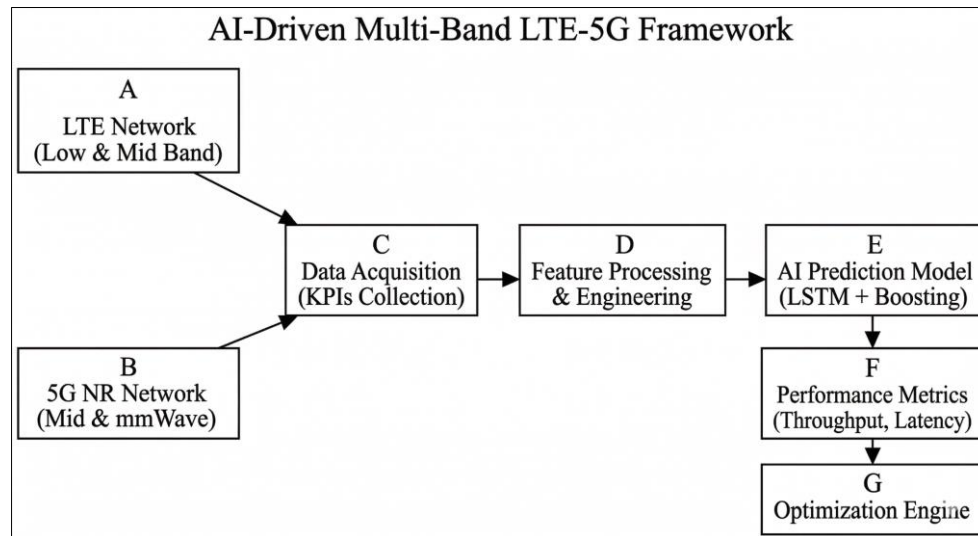 AI-Driven Multi-Band LTE-5G Framework
A
LTE Network
(Low & Mid Band)
B
5G NR Network
(Mid & mmWave)
C
Data Acquisition
(KPIs Collection)
D
Feature Processing
& Engineering
E
AI Prediction Model
(LSTM + Boosting)
F
Performance Metrics
(Throughput, Latency)
G
Optimization Engine